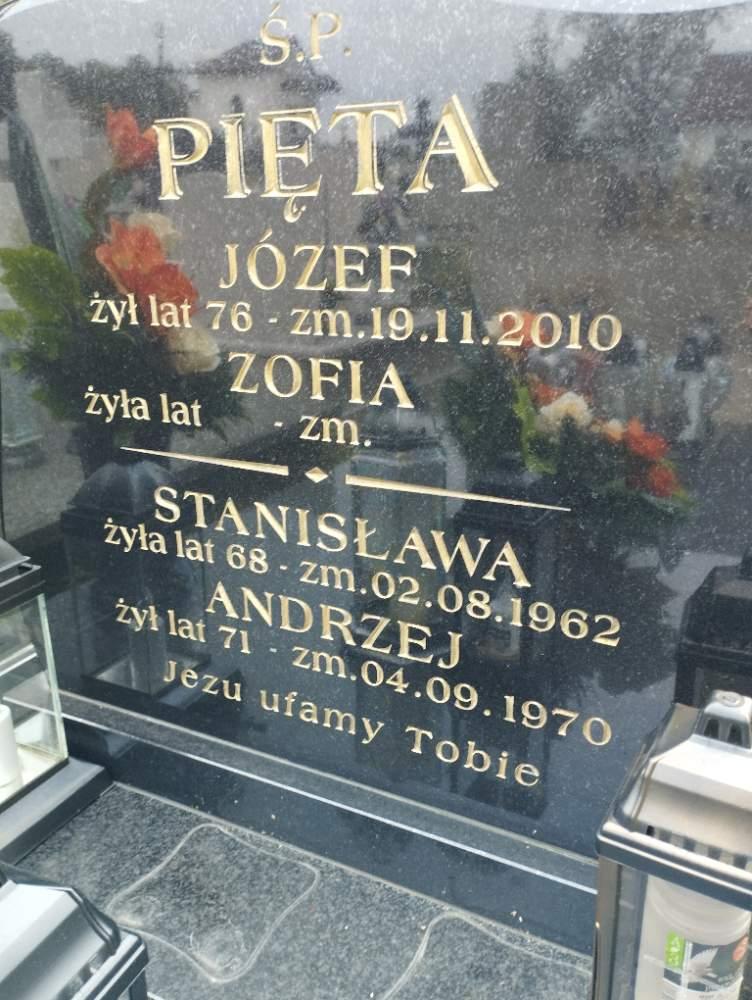 Ś.P.
PIĘTA
JÓZEF
żył lat 76 - zm.19.11.2010
ZOFIA
żyła lat - zm.
STANISŁAWA
żyła lat 68 - zm.02.08.1962
ANDRZEJ
żył lat 71 - zm.04.09.1970
Jezu ufamy Tobie